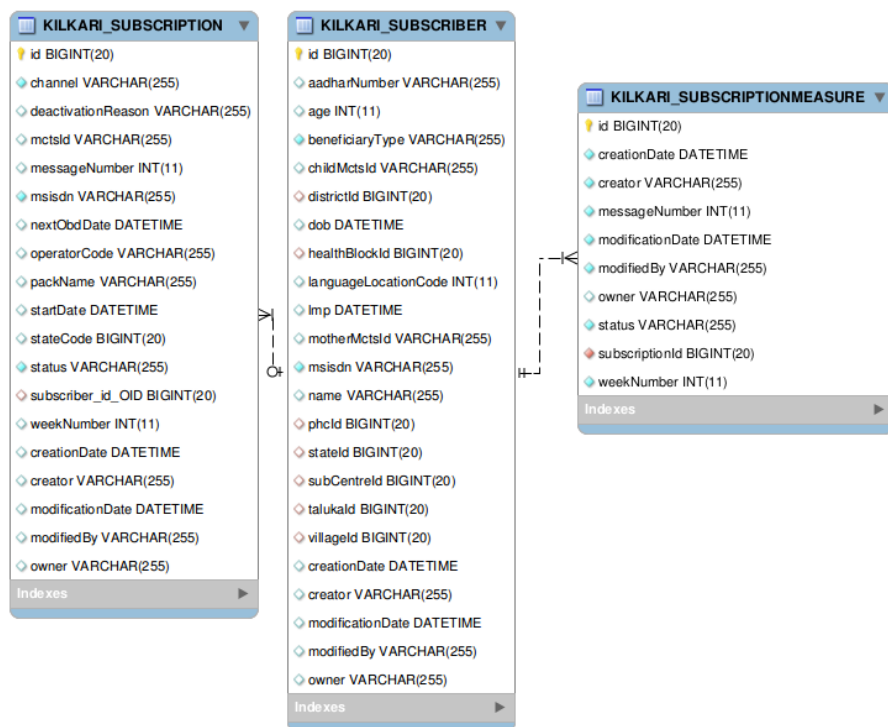 KILKARI_SUBSCRIPTION
id BIGINT(20)
channel VARCHAR(255)
deactivationReason VARCHAR(255)
mctsId VARCHAR(255)
messageNumber INT(11)
msisdn VARCHAR(255)
nextObdDate DATETIME
operatorCode VARCHAR(255)
packName VARCHAR(255)
startDate DATETIME
stateCode BIGINT(20)
status VARCHAR(255)
subscriber_id_OID BIGINT(20)
weekNumber INT(11)
creationDate DATETIME
creator VARCHAR(255)
modificationDate DATETIME
modifiedBy VARCHAR(255)
owner VARCHAR(255)
Indexes
KILKARI_SUBSCRIBER
id BIGINT(20)
aadharNumber VARCHAR(255)
age INT(11)
beneficiaryType VARCHAR(255)
childMctsId VARCHAR(255)
districtId BIGINT(20)
dob DATETIME
healthBlockId BIGINT(20)
languageLocationCode INT(11)
lmp DATETIME
motherMctsId VARCHAR(255)
msisdn VARCHAR(255)
name VARCHAR(255)
phcId BIGINT(20)
stateId BIGINT(20)
subCentreId BIGINT(20)
talukaId BIGINT(20)
villageId BIGINT(20)
creationDate DATETIME
creator VARCHAR(255)
modificationDate DATETIME
modifiedBy VARCHAR(255)
owner VARCHAR(255)
Indexes
KILKARI_SUBSCRIPTIONMEASURE
id BIGINT(20)
creationDate DATETIME
creator VARCHAR(255)
messageNumber INT(11)
modificationDate DATETIME
modifiedBy VARCHAR(255)
owner VARCHAR(255)
status VARCHAR(255)
subscriptionId BIGINT(20)
weekNumber INT(11)
Indexes